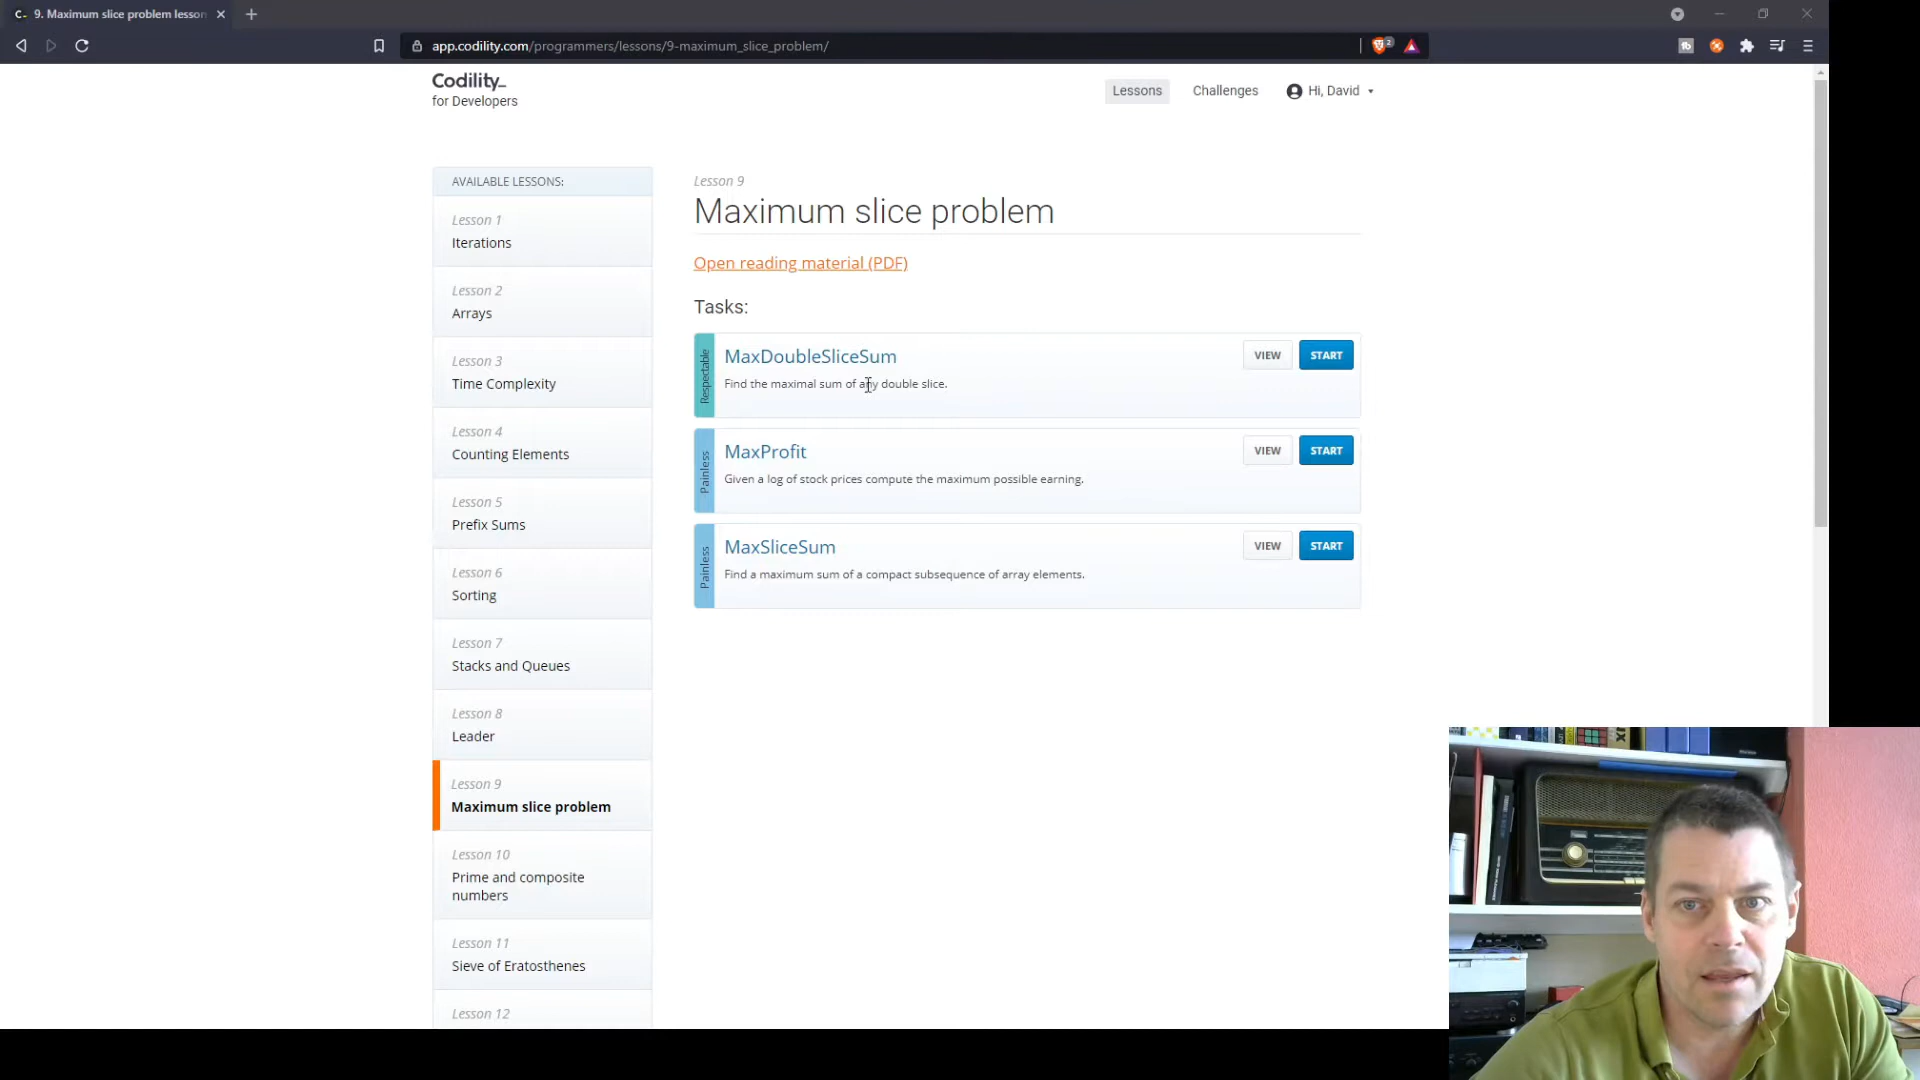 9. Maximum slice problem lesson
app.codility.com/programmers/lessons/9-maximum_slice_problem/
2
Codility_
for Developers
Lessons
Challenges
Hi, David
AVAILABLE LESSONS:
Lesson 1
Iterations
Lesson 2
Arrays
Lesson 3
Time Complexity
Lesson 4
Counting Elements
Lesson 5
Prefix Sums
Lesson 6
Sorting
Lesson 7
Stacks and Queues
Lesson 8
Leader
Lesson 9
Maximum slice problem
Lesson 10
Prime and composite
numbers
Lesson 11
Sieve of Eratosthenes
Lesson 12
Lesson 9
Maximum slice problem
Open reading material (PDF)
Tasks:
Respectable
MaxDoubleSliceSum
Find the maximal sum of any double slice.
VIEW
START
Painless
MaxProfit
Given a log of stock prices compute the maximum possible earning.
VIEW
START
Painless
MaxSliceSum
Find a maximum sum of a compact subsequence of array elements.
VIEW
START